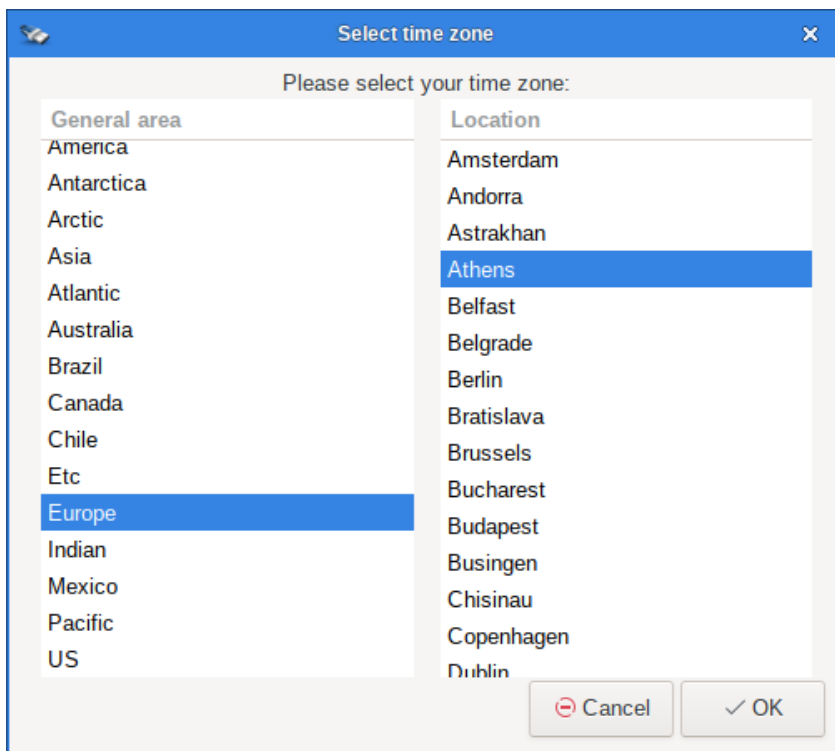 Select time zone
Please select your time zone:
General area
America
Antarctica
Arctic
Asia
Atlantic
Australia
Brazil
Canada
Chile
Etc
Europe
Indian
Mexico
Pacific
US
Location
Amsterdam
Andorra
Astrakhan
Athens
Belfast
Belgrade
Berlin
Bratislava
Brussels
Bucharest
Budapest
Busingen
Chisinau
Copenhagen
Dublin
Cancel
OK